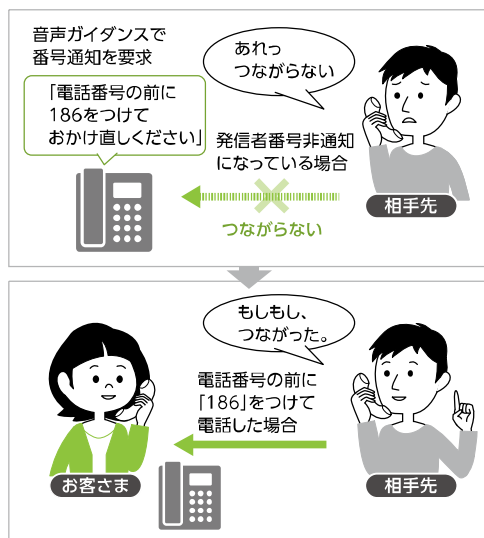 音声ガイダンスで
番号通知を要求
「電話番号の前に
186をつけて
おかけ直しください」
あれっ
つながらない
発信者番号非通知
になっている場合
つながらない
相手先
もしもし、
つながった。
電話番号の前に
「186」をつけて
電話した場合
お客さま
相手先